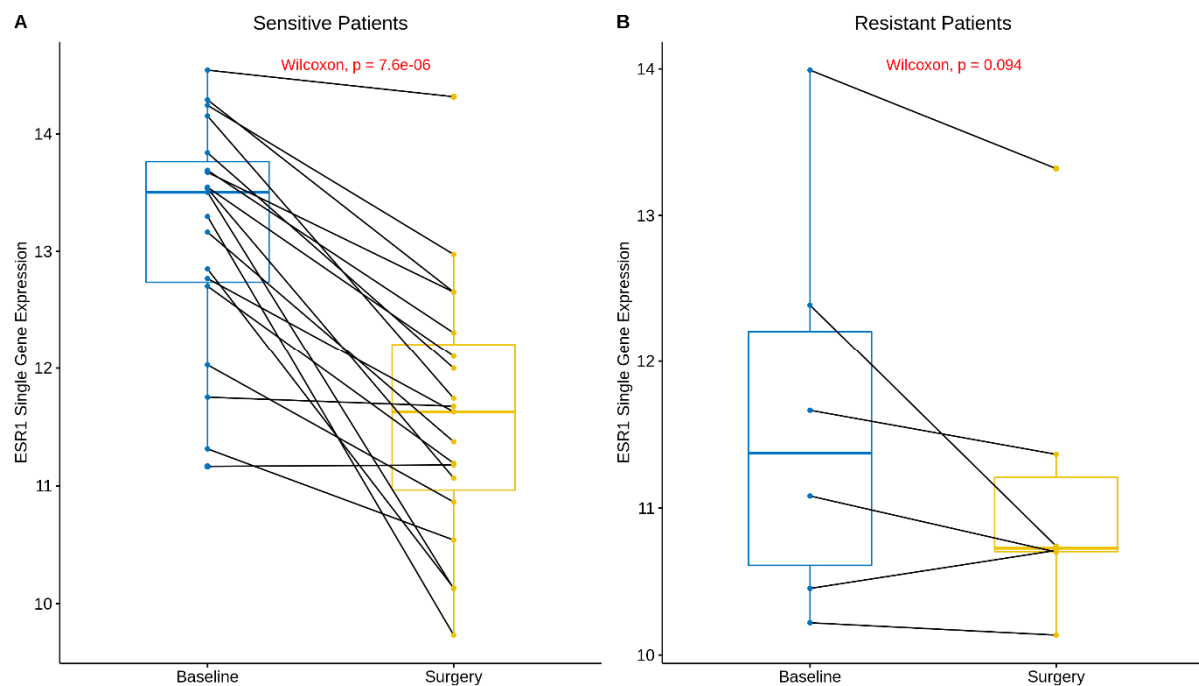 A
Sensitive Patients
Wilcoxon, p = 7.6e-06
ESR1 Single Gene Expression
14
13
12
11
10
Baseline
Surgery
B
Resistant Patients
Wilcoxon, p = 0.094
ESR1 Single Gene Expression
14
13
12
11
10
Baseline
Surgery